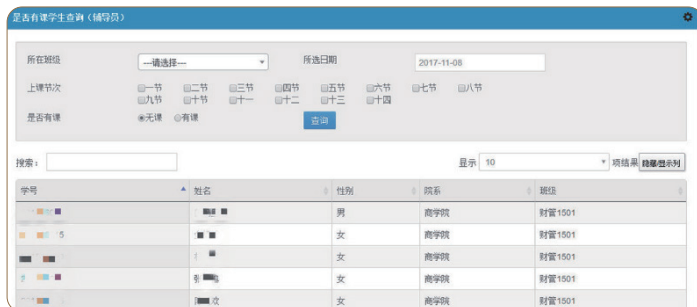 是否有课学生查询（辅导员）
所在班级 ---请选择--- 所选日期 2017-11-08
上课节次 一节 二节 三节 四节 五节 六节 七节 八节
九节 十节 十一 十二 十三 十四
是否有课 无课 有课 查询
搜索： 显示 10 项结果 隐藏/显示列
学号 姓名 性别 院系 班级
男 商学院 财管1501
5 女 商学院 财管1501
女 商学院 财管1501
女 商学院 财管1501
女 商学院 财管1501